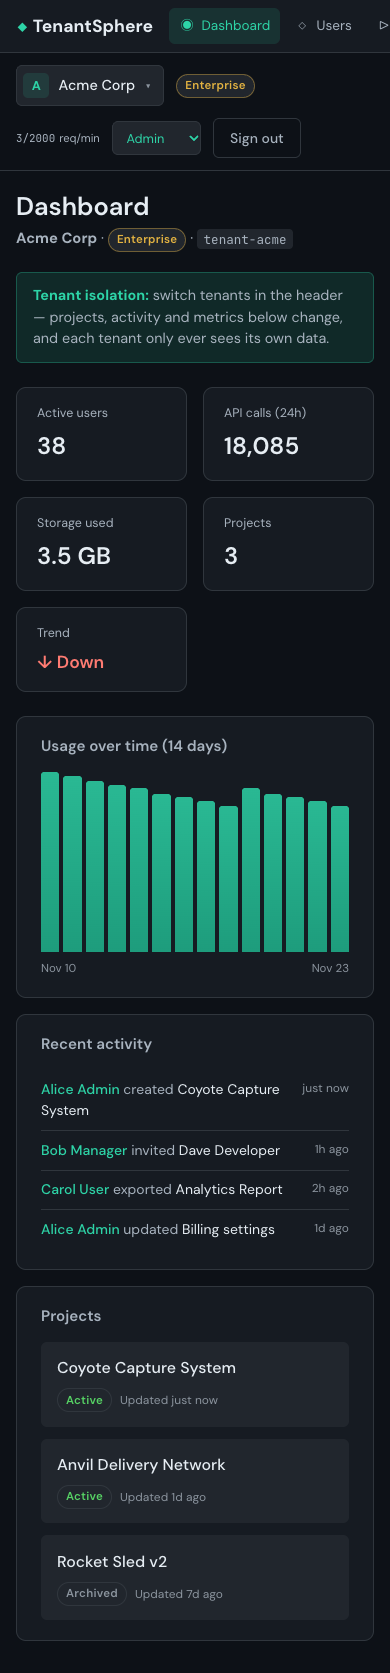 TenantSphere Dashboard Users
A Acme Corp Enterprise
3/2000 req/min Admin Sign out
Dashboard
Acme Corp · Enterprise · tenant-acme
Tenant isolation: switch tenants in the header
— projects, activity and metrics below change,
and each tenant only ever sees its own data.
Active users
38
API calls (24h)
18,085
Storage used
3.5 GB
Projects
3
Trend
↓ Down
Usage over time (14 days)
Nov 10 Nov 23
Recent activity
Alice Admin created Coyote Capture System just now
Bob Manager invited Dave Developer 1h ago
Carol User exported Analytics Report 2h ago
Alice Admin updated Billing settings 1d ago
Projects
Coyote Capture System
Active Updated just now
Anvil Delivery Network
Active Updated 1d ago
Rocket Sled v2
Archived Updated 7d ago